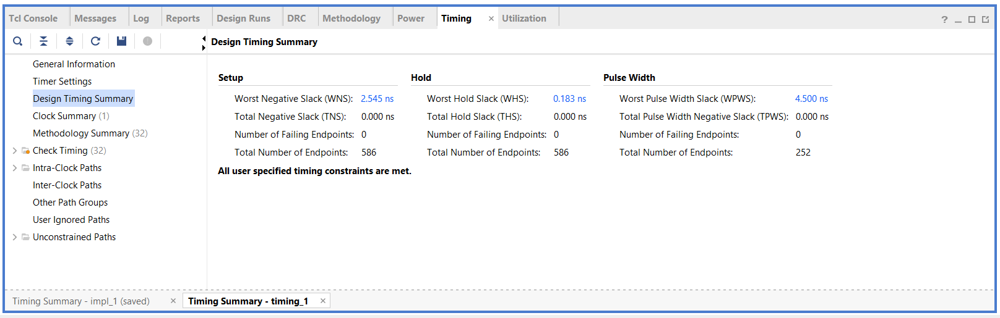 Tcl Console Messages Log Reports Design Runs DRC Methodology Power Timing × Utilization ?
Design Timing Summary
General Information
Timer Settings
Design Timing Summary
Clock Summary (1)
Methodology Summary (32)
Check Timing (32)
Intra-Clock Paths
Inter-Clock Paths
Other Path Groups
User Ignored Paths
Unconstrained Paths
Setup Hold Pulse Width
Worst Negative Slack (WNS): 2.545 ns Worst Hold Slack (WHS): 0.183 ns Worst Pulse Width Slack (WPWS): 4.500 ns
Total Negative Slack (TNS): 0.000 ns Total Hold Slack (THS): 0.000 ns Total Pulse Width Negative Slack (TPWS): 0.000 ns
Number of Failing Endpoints: 0 Number of Failing Endpoints: 0 Number of Failing Endpoints: 0
Total Number of Endpoints: 586 Total Number of Endpoints: 586 Total Number of Endpoints: 252
All user specified timing constraints are met.
Timing Summary - impl_1 (saved) × Timing Summary - timing_1 ×